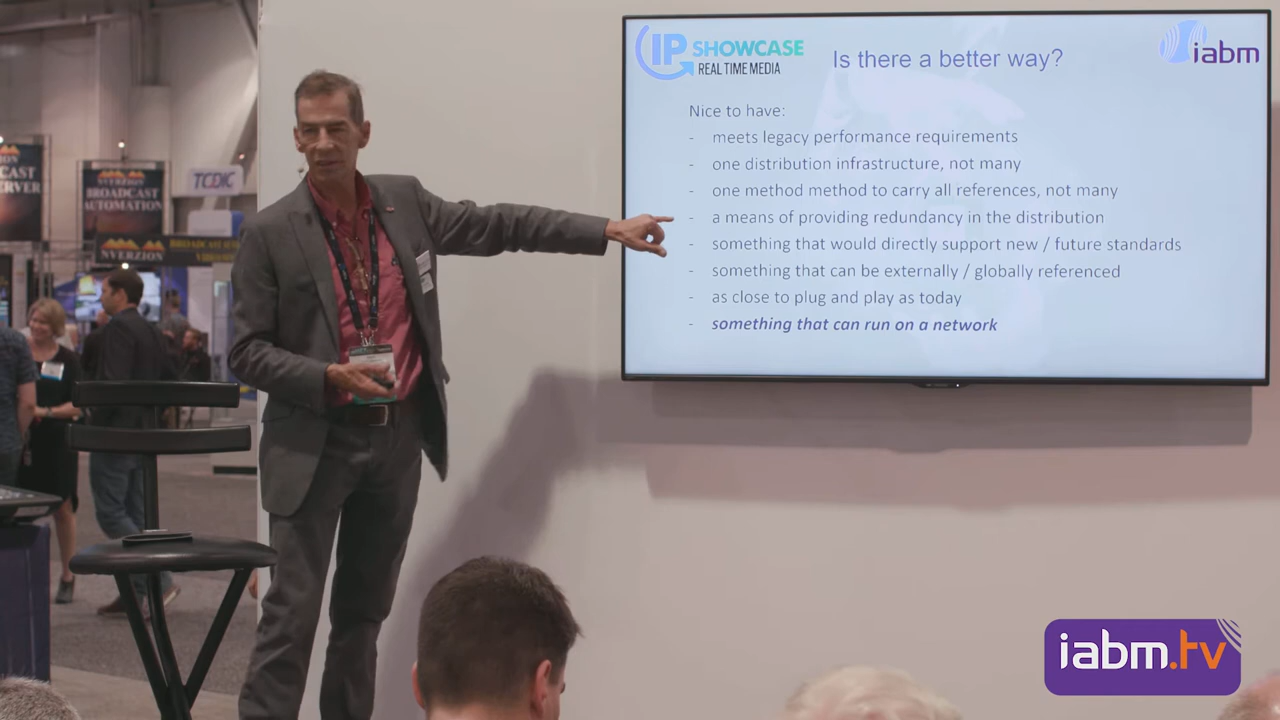 IP SHOWCASE
REAL TIME MEDIA
Is there a better way?
iabm
Nice to have:
- meets legacy performance requirements
- one distribution infrastructure, not many
- one method method to carry all references, not many
- a means of providing redundancy in the distribution
- something that would directly support new / future standards
- something that can be externally / globally referenced
- as close to plug and play as today
- something that can run on a network
NVERZION
BROADCAST
AUTOMATION
NVERZION
BROADCAST
iabm.tv